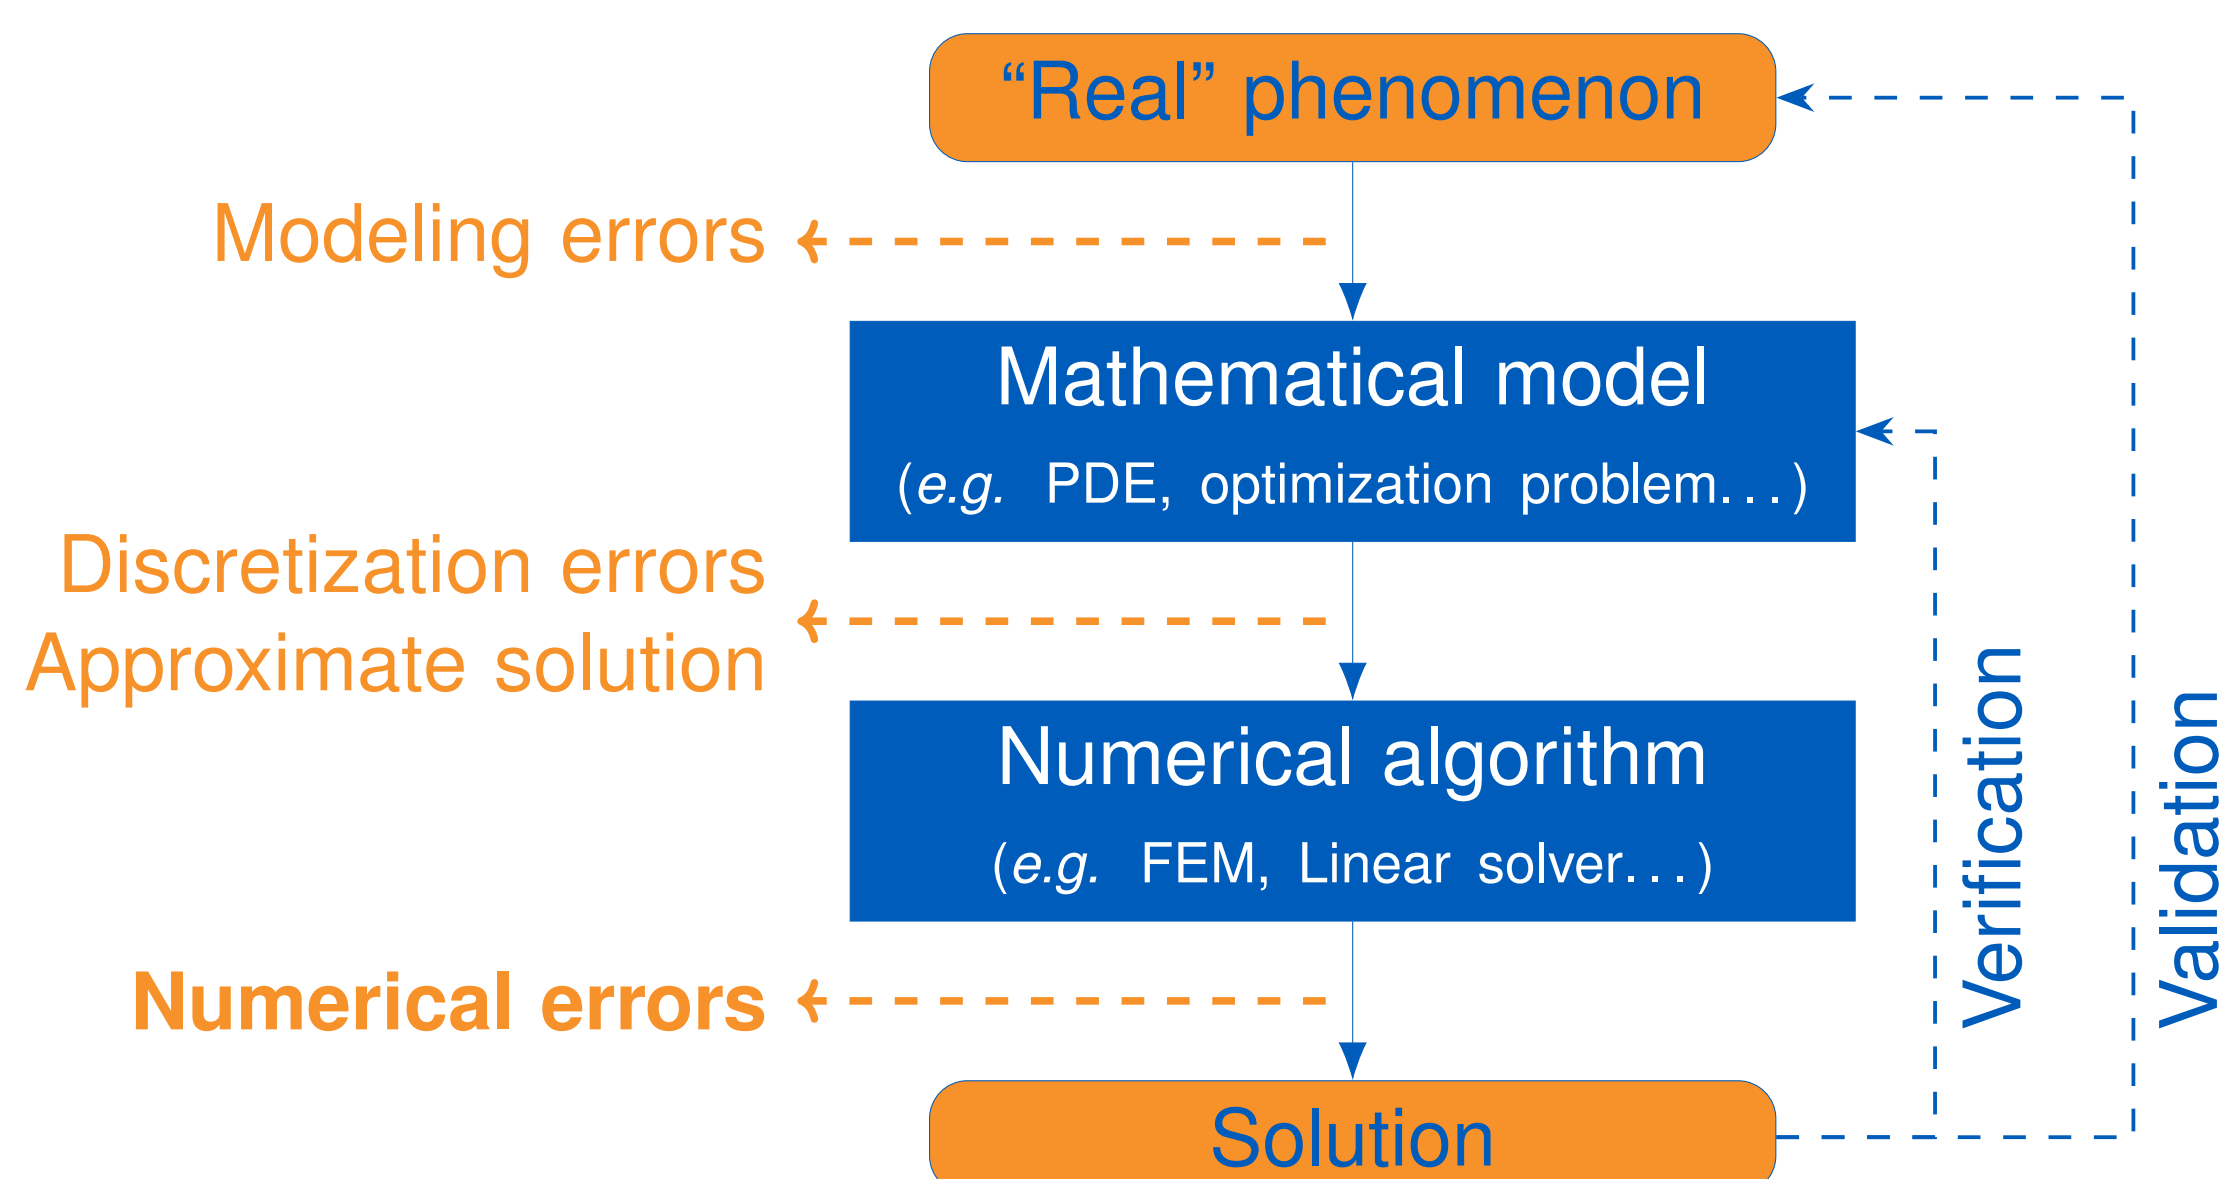 “Real” phenomenon
Modeling errors
Mathematical model
(e.g. PDE, optimization problem...)
Discretization errors
Approximate solution
Numerical algorithm
(e.g. FEM, Linear solver...)
Numerical errors
Solution
Verification
Validation